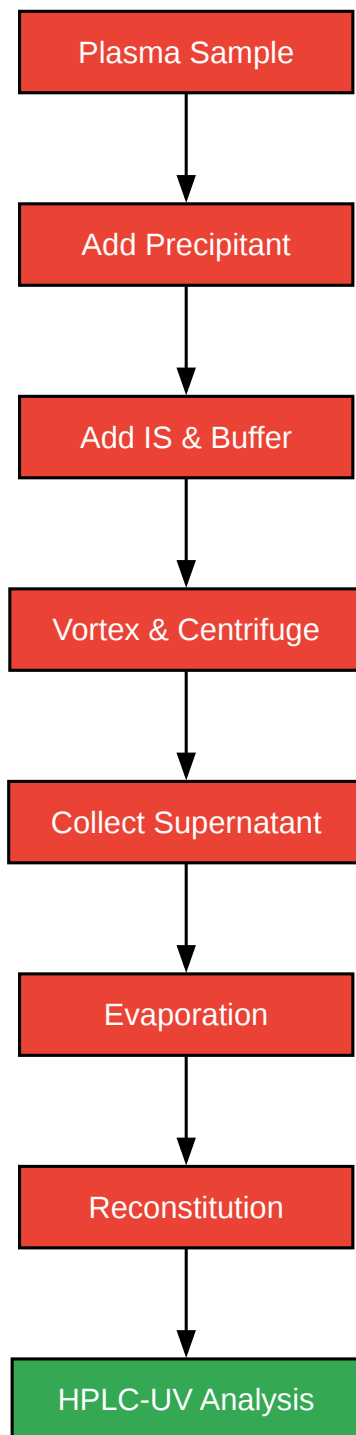 Plasma Sample
Add Precipitant
Add IS & Buffer
Vortex & Centrifuge
Collect Supernatant
Evaporation
Reconstitution
HPLC-UV Analysis